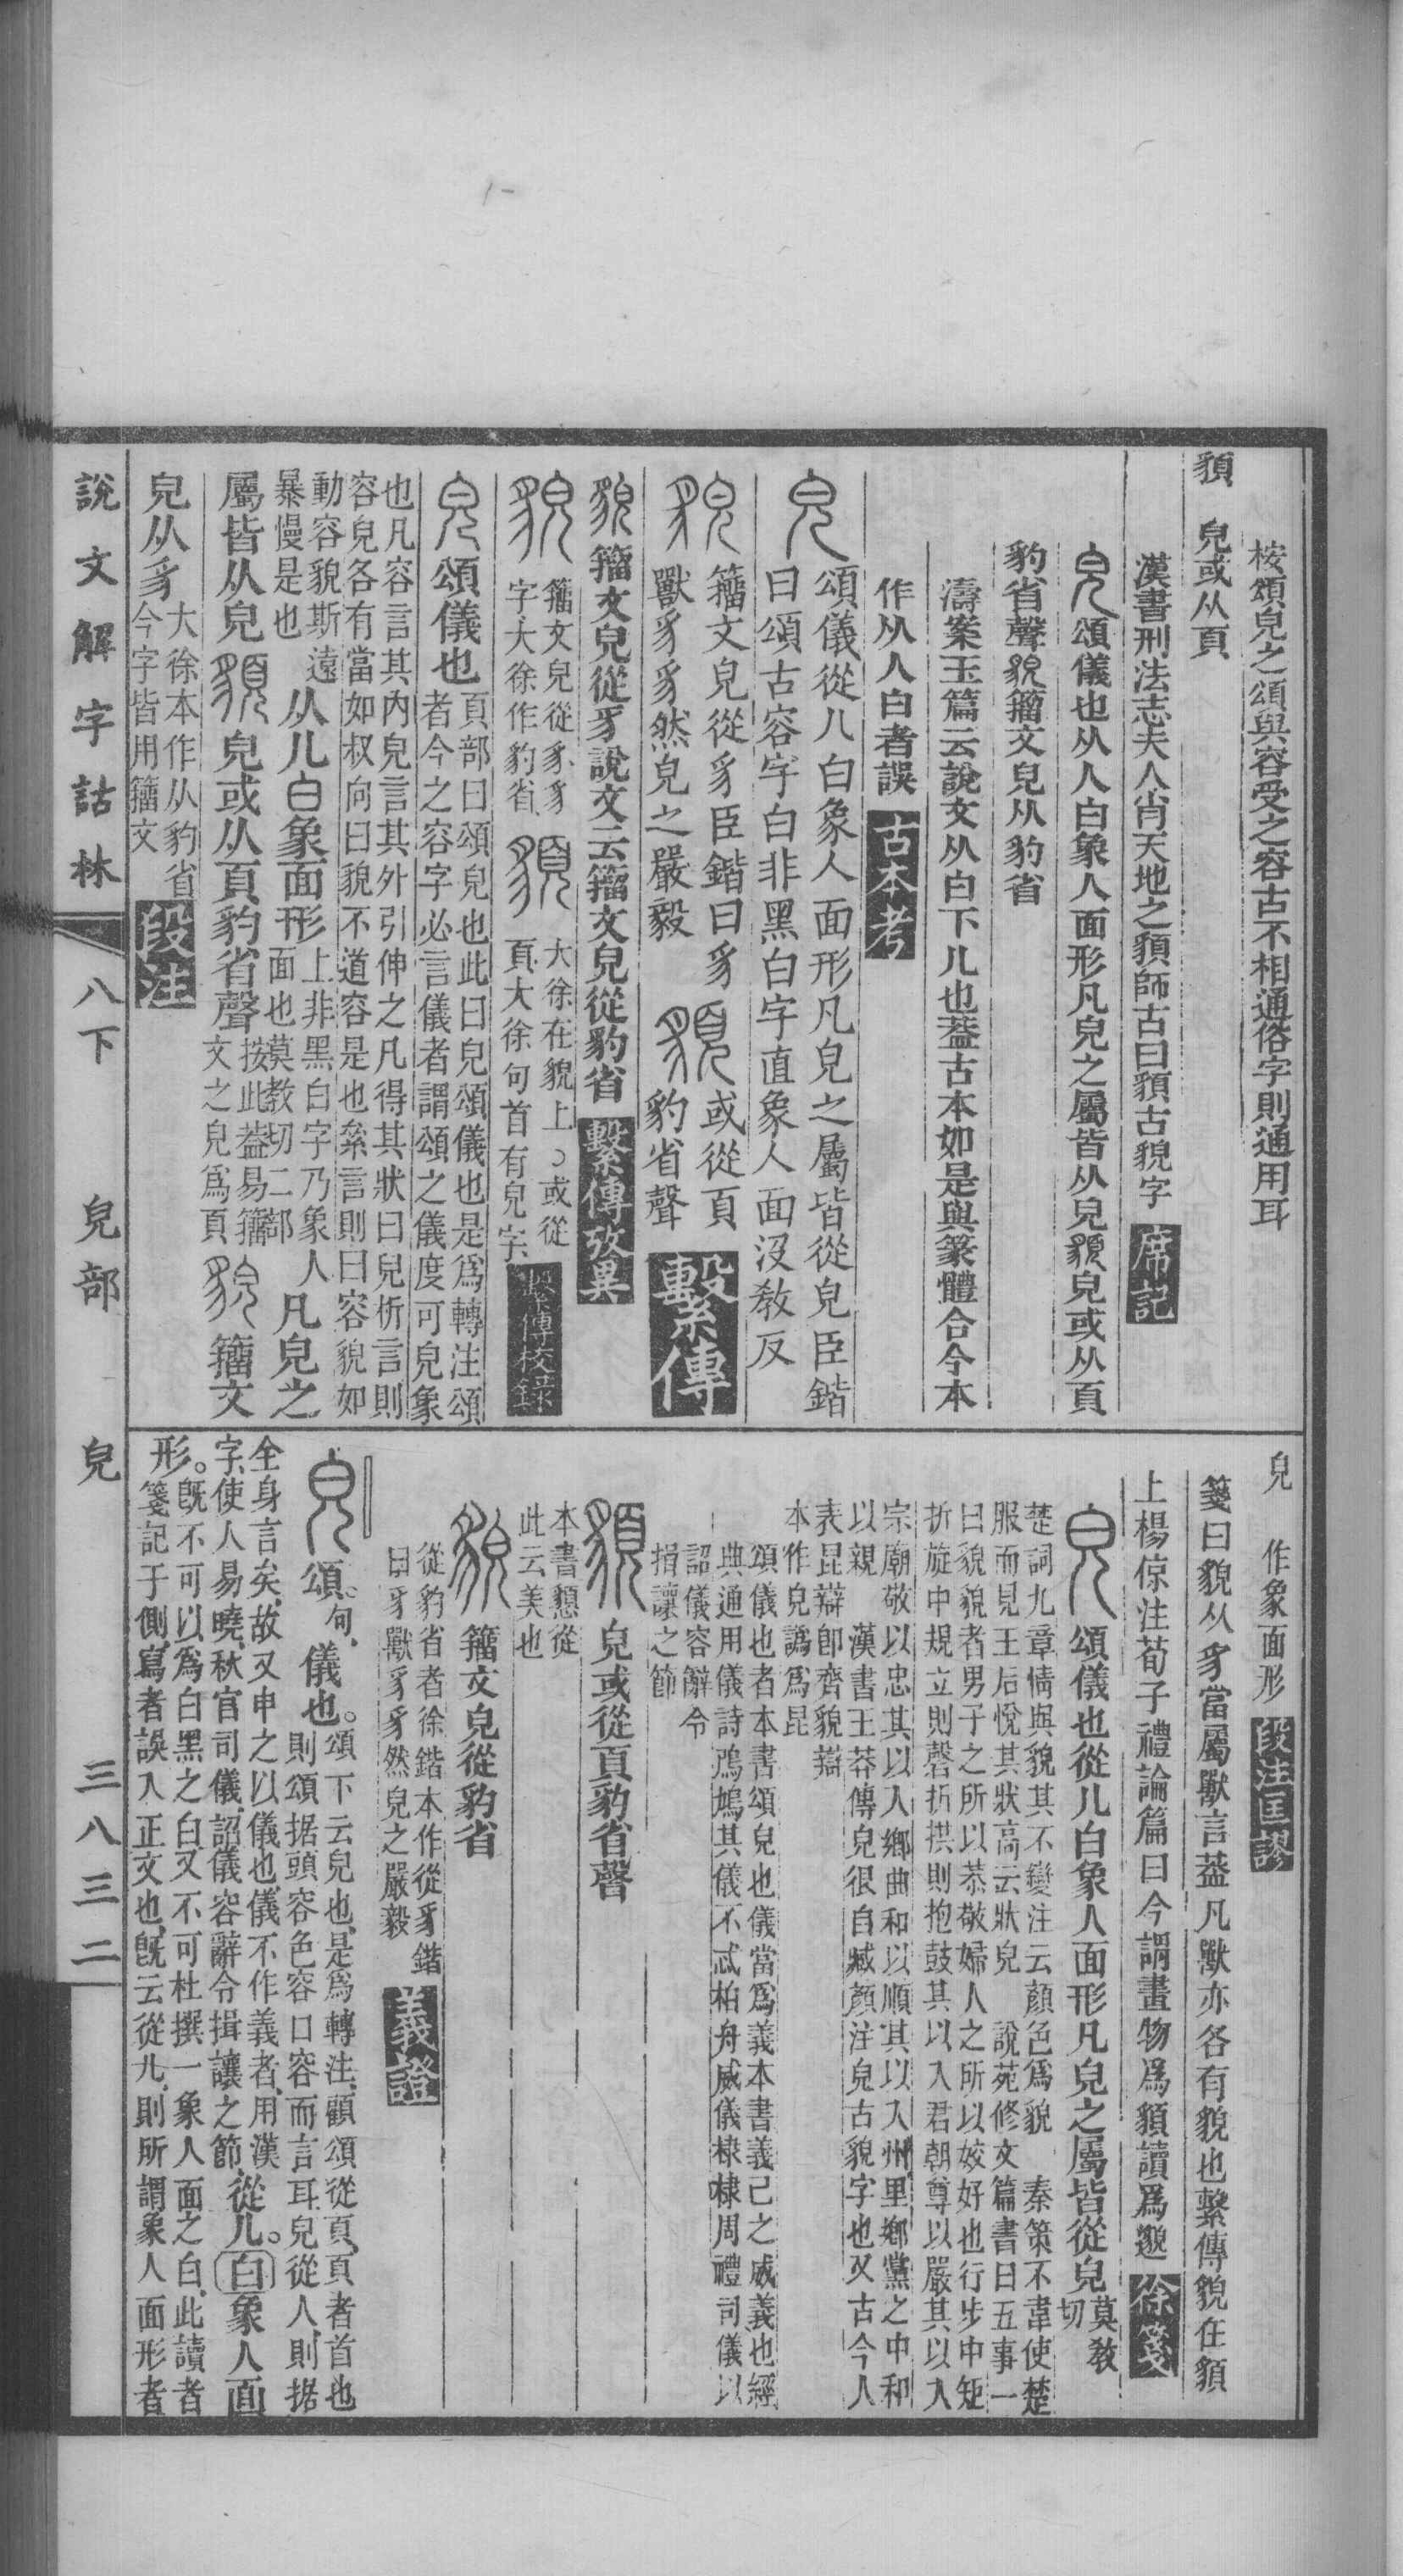 桉頌皃之頌與容受之容古不相通俗字則通用耳
䫉 皃或从頁
漢書刑法志夫人肖天地之䫉師古曰䫉古貌字 席記
皃頌儀也从人白象人面形凡皃之屬皆从皃䫉皃或从頁
豹省聲貌籒文皃从豹省
濤案玉篇云說文从白下儿也葢古本如是與篆體合今本
作从人白者誤 古本考
皃 頌儀從儿白象人面形凡皃之屬皆從皃臣鍇
曰頌古容字白非黑白字直象人面沒敎反
貌 籒文皃從豸臣鍇曰豸
獸豸豸然皃之嚴毅
䫉 或從頁
豹省聲 繫傳
貌籒文皃從豸說文云籒文皃從豹省 繫傳攷異
貌 籒文皃從豸、豸
字、大徐作豹省、
䫉 大徐在貌上、或從
頁、大徐句首有皃字、 繫傳校錄
皃頌儀也
頁部曰頌皃也此曰皃頌儀也是爲轉注頌
者今之容字必言儀者謂頌之儀度可皃象
也凡容言其內皃言其外引伸之凡得其狀曰皃析言則
容皃各有當如叔向曰貌不道容是也絫言則曰容貌如
動容貌斯遠
暴慢是也
从儿白象面形
上非黑白字乃象人
面也莫教切二部
凡皃之
屬皆从皃䫉皃或从頁豹省聲
按此葢易籒
文之皃爲頁
貌籒文
皃从豸
大徐本作从豹省
今字皆用籒文
段注
皃 作象面形 段注匡謬
箋曰貌从豸當屬獸言葢凡獸亦各有貌也繫傳貌在䫉
上楊倞注荀子禮論篇曰今謂畫物爲䫉讀爲邈 徐箋
皃 頌儀也從儿白象人面形凡皃之屬皆從皃
莫敎
切
楚詞九章情與貌其不變注云顏色爲貌 秦策不韋使楚
服而見王后悅其狀高云狀皃 說苑修文篇書曰五事一
曰貌貌者男子之所以恭敬婦人之所以姣好也行步中矩
折旋中規立則磬折拱則抱鼓其以入君朝尊以嚴其以入
宗廟敬以忠其以入鄉曲和以順其以入州里鄉黨之中和
以親 漢書王莽傳皃很自臧顏注皃古貌字也又古今人
表昆辯卽齊貌辯
本作皃譌爲昆
頌儀也者本書頌皃也儀當爲義本書義己之威義也經
典通用儀詩鳲鳩其儀不忒柏舟威儀棣棣周禮司儀以
詔儀容辭令
揖讓之節
䫉 皃或從頁豹省聲
本書懇從
此云美也
貌 籒文皃從豹省
從豹省者徐鍇本作從豸鍇
曰豸獸豸豸然皃之嚴毅
義證
皃 頌。句、儀也。
頌下云皃也、是爲轉注、顧頌從頁、頁者首也
則頌据頭容色容口容而言耳、皃從人、則据
全身言矣、故又申之以儀也、儀不作義者、用漢
字、使人易曉、秋官司儀、詔儀容辭令揖讓之節、
從儿。白象人面
形。
旣不可以爲白黑之白、又不可杜撰一象人面之白、此讀者
箋記于側、寫者誤入正文也、旣云從儿、則所謂象人面形者
說文解字詁林
八下
皃部
皃
三八三二